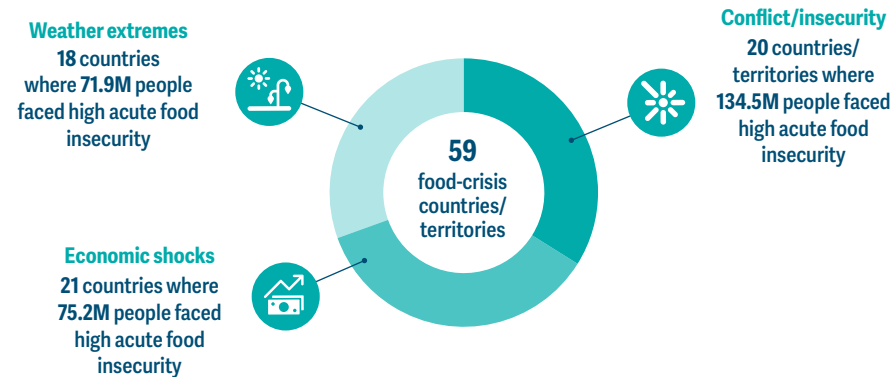 Weather extremes
18 countries
where 71.9M people
faced high acute food
insecurity
Conflict/insecurity
20 countries/
territories where
134.5M people faced
high acute food
insecurity
59
food-crisis
countries/
territories
Economic shocks
21 countries where
75.2M people faced
high acute food
insecurity